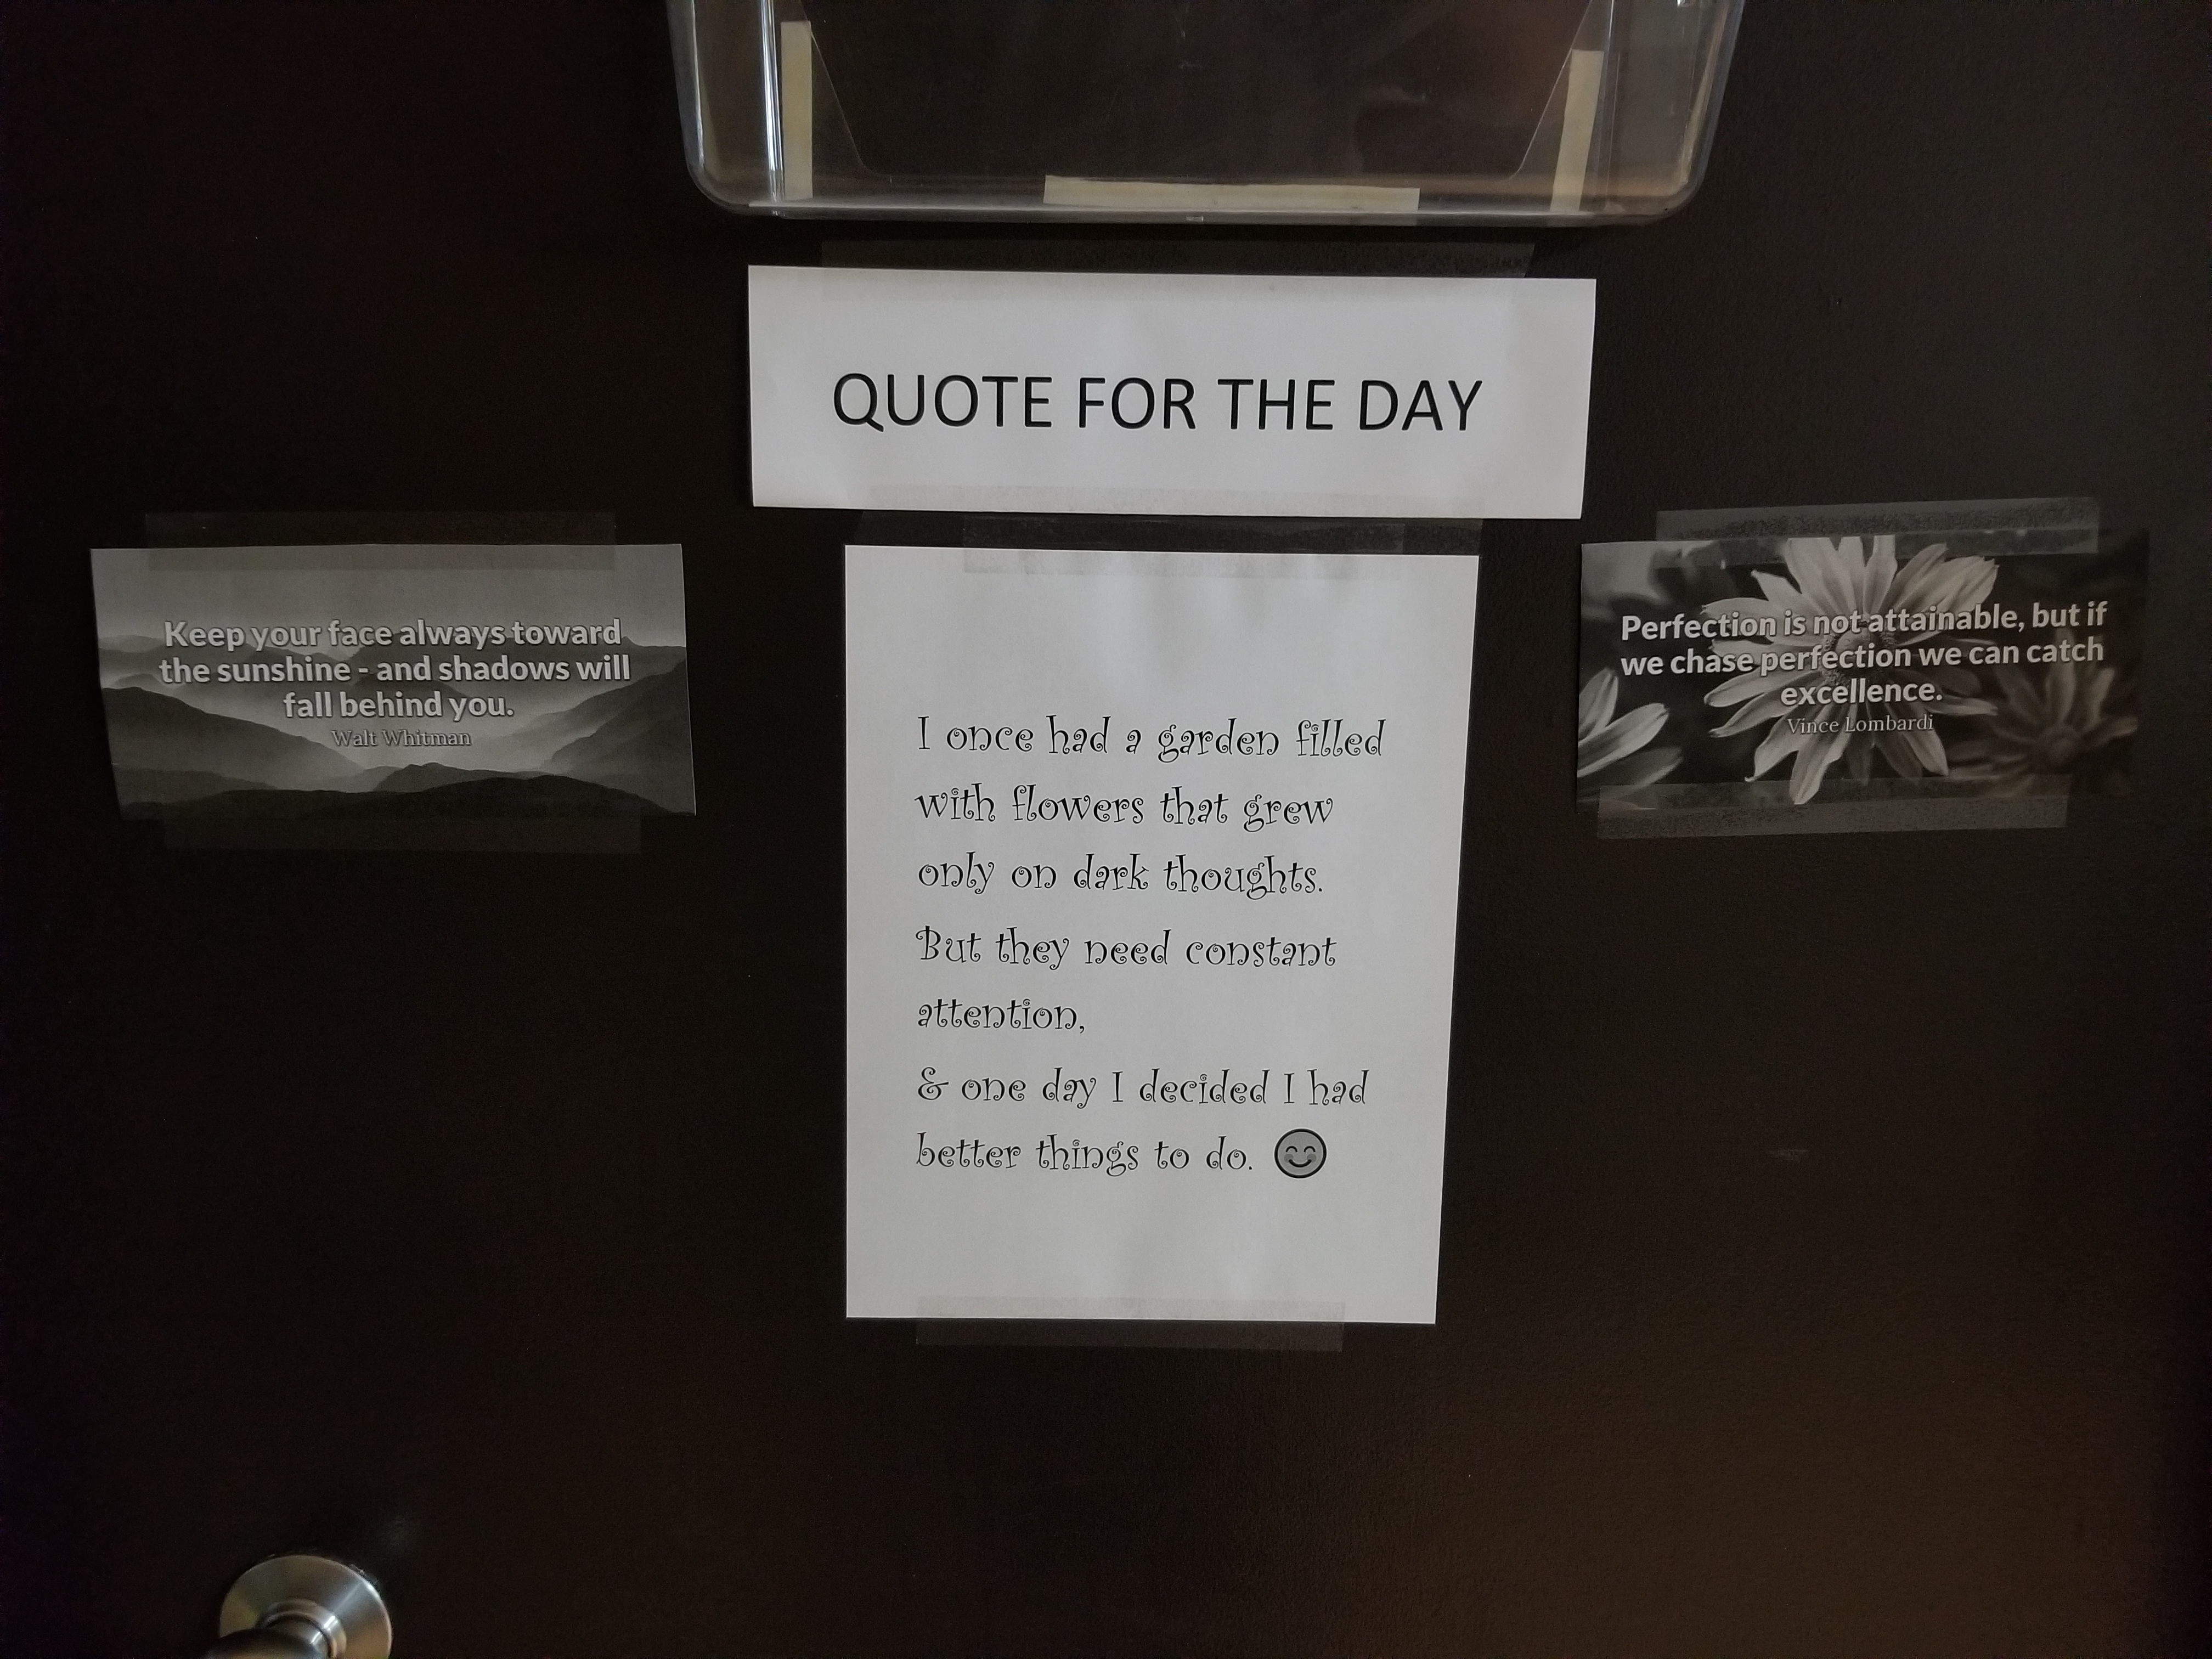 QUOTE FOR THE DAY
Keep your face always toward
the sunshine - and shadows will
fall behind you.
Walt Whitman
I once had a garden filled
with flowers that grew
only on dark thoughts.
But they need constant
attention,
& one day I decided I had
better things to do. 😊
Perfection is not attainable, but if
we chase perfection we can catch
excellence.
Vince Lombardi